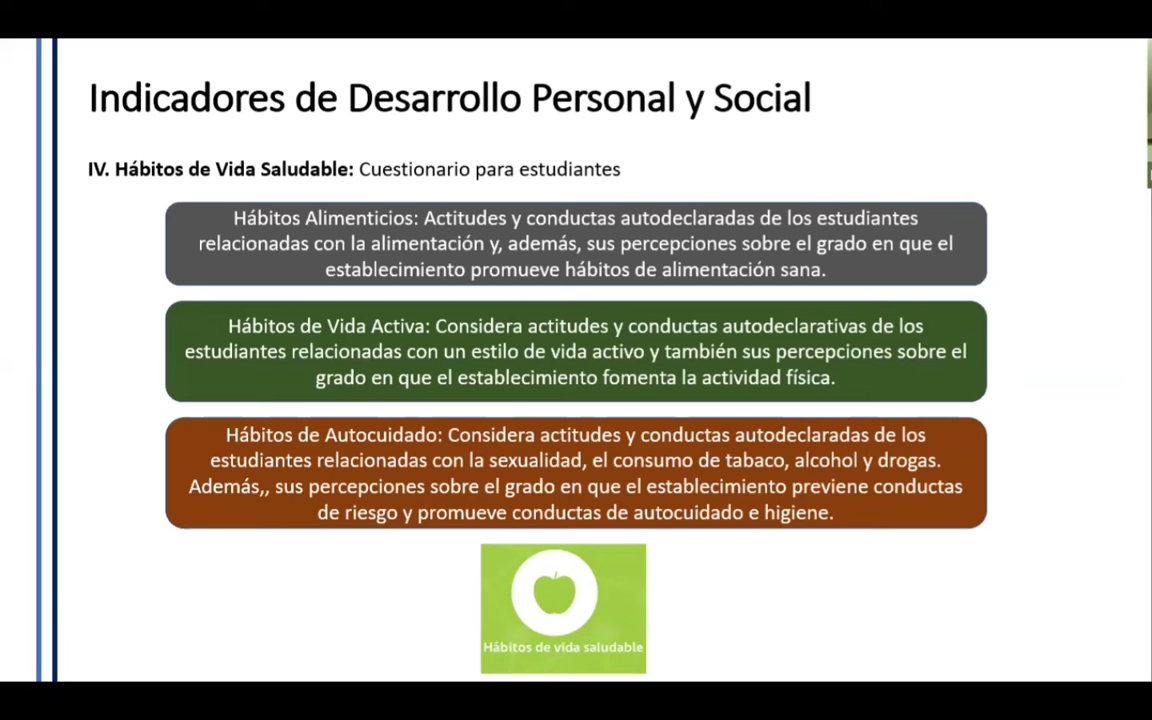 Indicadores de Desarrollo Personal y Social
IV. Hábitos de Vida Saludable: Cuestionario para estudiantes
Hábitos Alimenticios: Actitudes y conductas autodeclaradas de los estudiantes
relacionadas con la alimentación y, además, sus percepciones sobre el grado en que el
establecimiento promueve hábitos de alimentación sana.
Hábitos de Vida Activa: Considera actitudes y conductas autodeclarativas de los
estudiantes relacionadas con un estilo de vida activo y también sus percepciones sobre el
grado en que el establecimiento fomenta la actividad física.
Hábitos de Autocuidado: Considera actitudes y conductas autodeclaradas de los
estudiantes relacionadas con la sexualidad, el consumo de tabaco, alcohol y drogas.
Además,, sus percepciones sobre el grado en que el establecimiento previene conductas
de riesgo y promueve conductas de autocuidado e higiene.
Hábitos de vida saludable